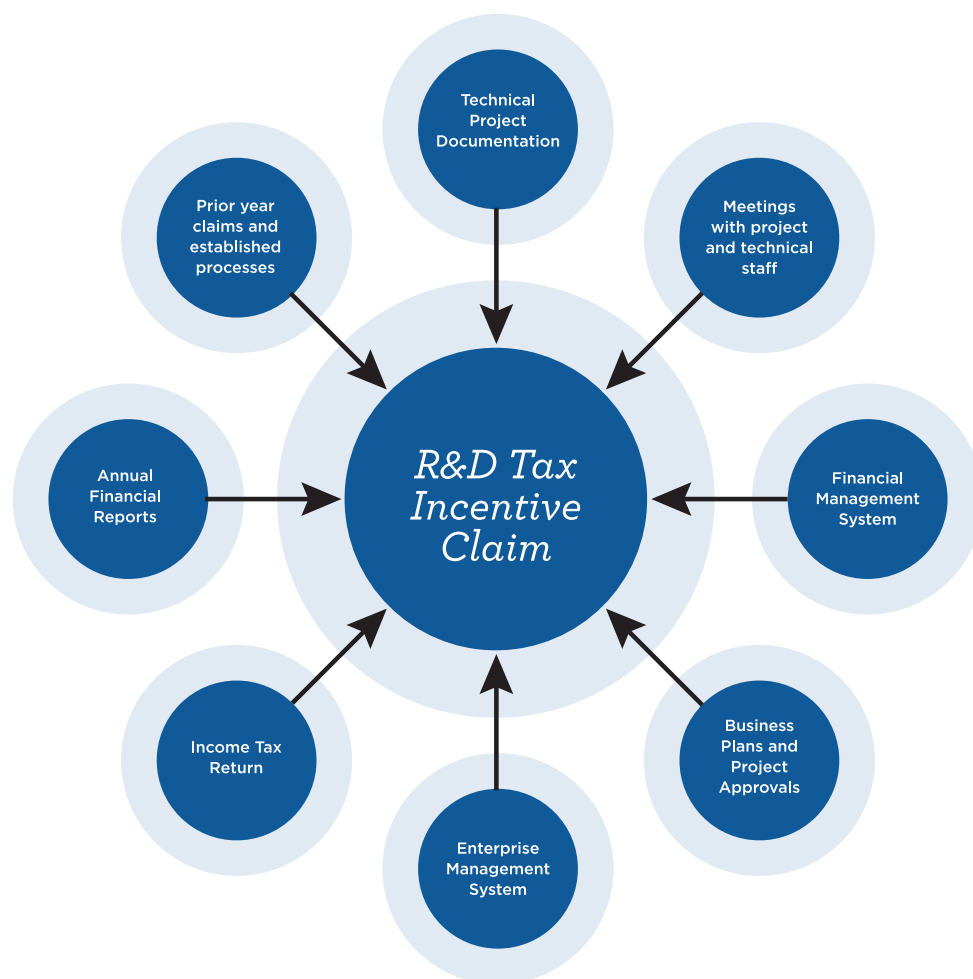 Technical
Project
Documentation
Prior year
claims and
established
processes
Meetings
with project
and technical
staff
Annual
Financial
Reports
R&D Tax
Incentive
Claim
Financial
Management
System
Income Tax
Return
Business
Plans and
Project
Approvals
Enterprise
Management
System